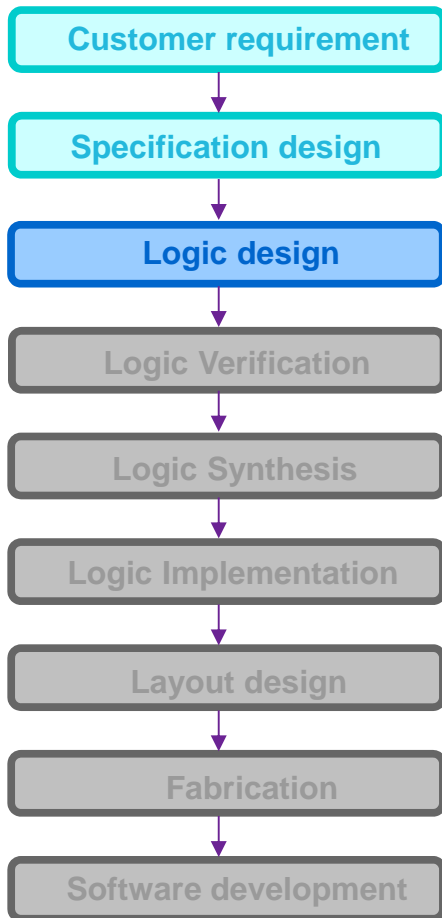 Customer requirement
Specification design
Logic design
Logic Verification
Logic Synthesis
Logic Implementation
Layout design
Fabrication
Software development